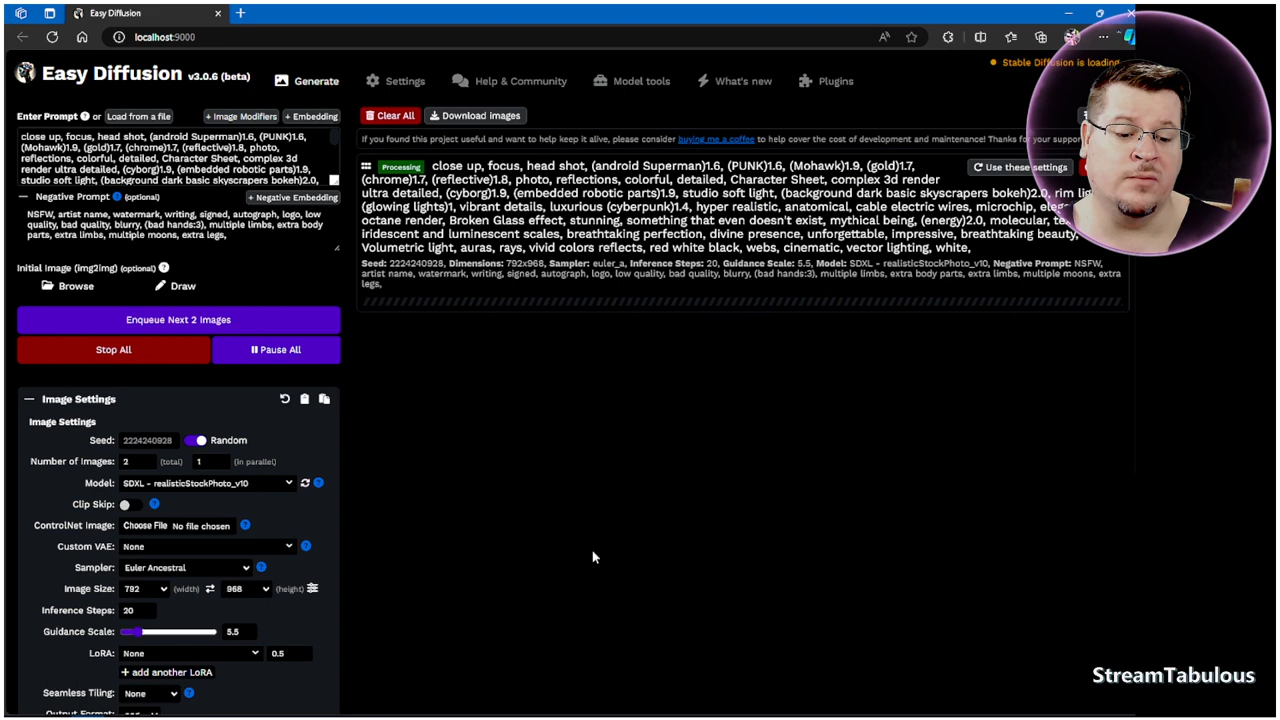 Easy Diffusion
localhost:9000
Easy Diffusion v3.0.6 (beta)
Generate
Settings
Help & Community
Model tools
What's new
Plugins
Stable Diffusion is loading
Enter Prompt or Load from a file
+ Image Modifiers
+ Embedding
close up, focus, head shot, (android Superman)1.6, (PUNK)1.6,
(Mohawk)1.9, (gold)1.7, (chrome)1.7, (reflective)1.8, photo,
reflections, colorful, detailed, Character Sheet, complex 3d
render ultra detailed, (cyborg)1.9, (embedded robotic parts)1.9,
studio soft light, (background dark basic skyscrapers bokeh)2.0,
Negative Prompt (optional)
+ Negative Embedding
NSFW, artist name, watermark, writing, signed, autograph, logo, low
quality, bad quality, blurry, (bad hands:3), multiple limbs, extra body
parts, extra limbs, multiple moons, extra legs,
Initial Image (img2img) (optional)
Browse
Draw
Enqueue Next 2 Images
Stop All
Pause All
Image Settings
Image Settings
Seed: 2224240928 Random
Number of Images: 2 (total) 1 (in parallel)
Model: SDXL - realisticStockPhoto_v10
Clip Skip:
ControlNet Image: Choose File No file chosen
Custom VAE: None
Sampler: Euler Ancestral
Image Size: 792 (width) 968 (height)
Inference Steps: 20
Guidance Scale: 5.5
LoRA: None 0.5
+ add another LoRA
Seamless Tiling: None
Output Format:
Clear All
Download images
If you found this project useful and want to help keep it alive, please consider buying me a coffee to help cover the cost of development and maintenance! Thanks for your
Processing close up, focus, head shot, (android Superman)1.6, (PUNK)1.6, (Mohawk)1.9, (gold)1.7,
Use these settings
(chrome)1.7, (reflective)1.8, photo, reflections, colorful, detailed, Character Sheet, complex 3d render
ultra detailed, (cyborg)1.9, (embedded robotic parts)1.9, studio soft light, (background dark basic skyscrapers bokeh)2.0, rim
(glowing lights)1, vibrant details, luxurious (cyberpunk)1.4, hyper realistic, anatomical, cable electric wires, microchip,
octane render, Broken Glass effect, stunning, something that even doesn't exist, mythical being, (energy)2.0, molecular,
iridescent and luminescent scales, breathtaking perfection, divine presence, unforgettable, impressive, breathtaking beauty,
Volumetric light, auras, rays, vivid colors reflects, red white black, webs, cinematic, vector lighting, white,
Seed: 2224240928, Dimensions: 792x968, Sampler: euler_a, Inference Steps: 20, Guidance Scale: 5.5, Model: SDXL - realisticStockPhoto_v10, Negative Prompt: NSFW,
artist name, watermark, writing, signed, autograph, logo, low quality, bad quality, blurry, (bad hands:3), multiple limbs, extra body parts, extra limbs, multiple moons, extra
legs,
StreamTabulous